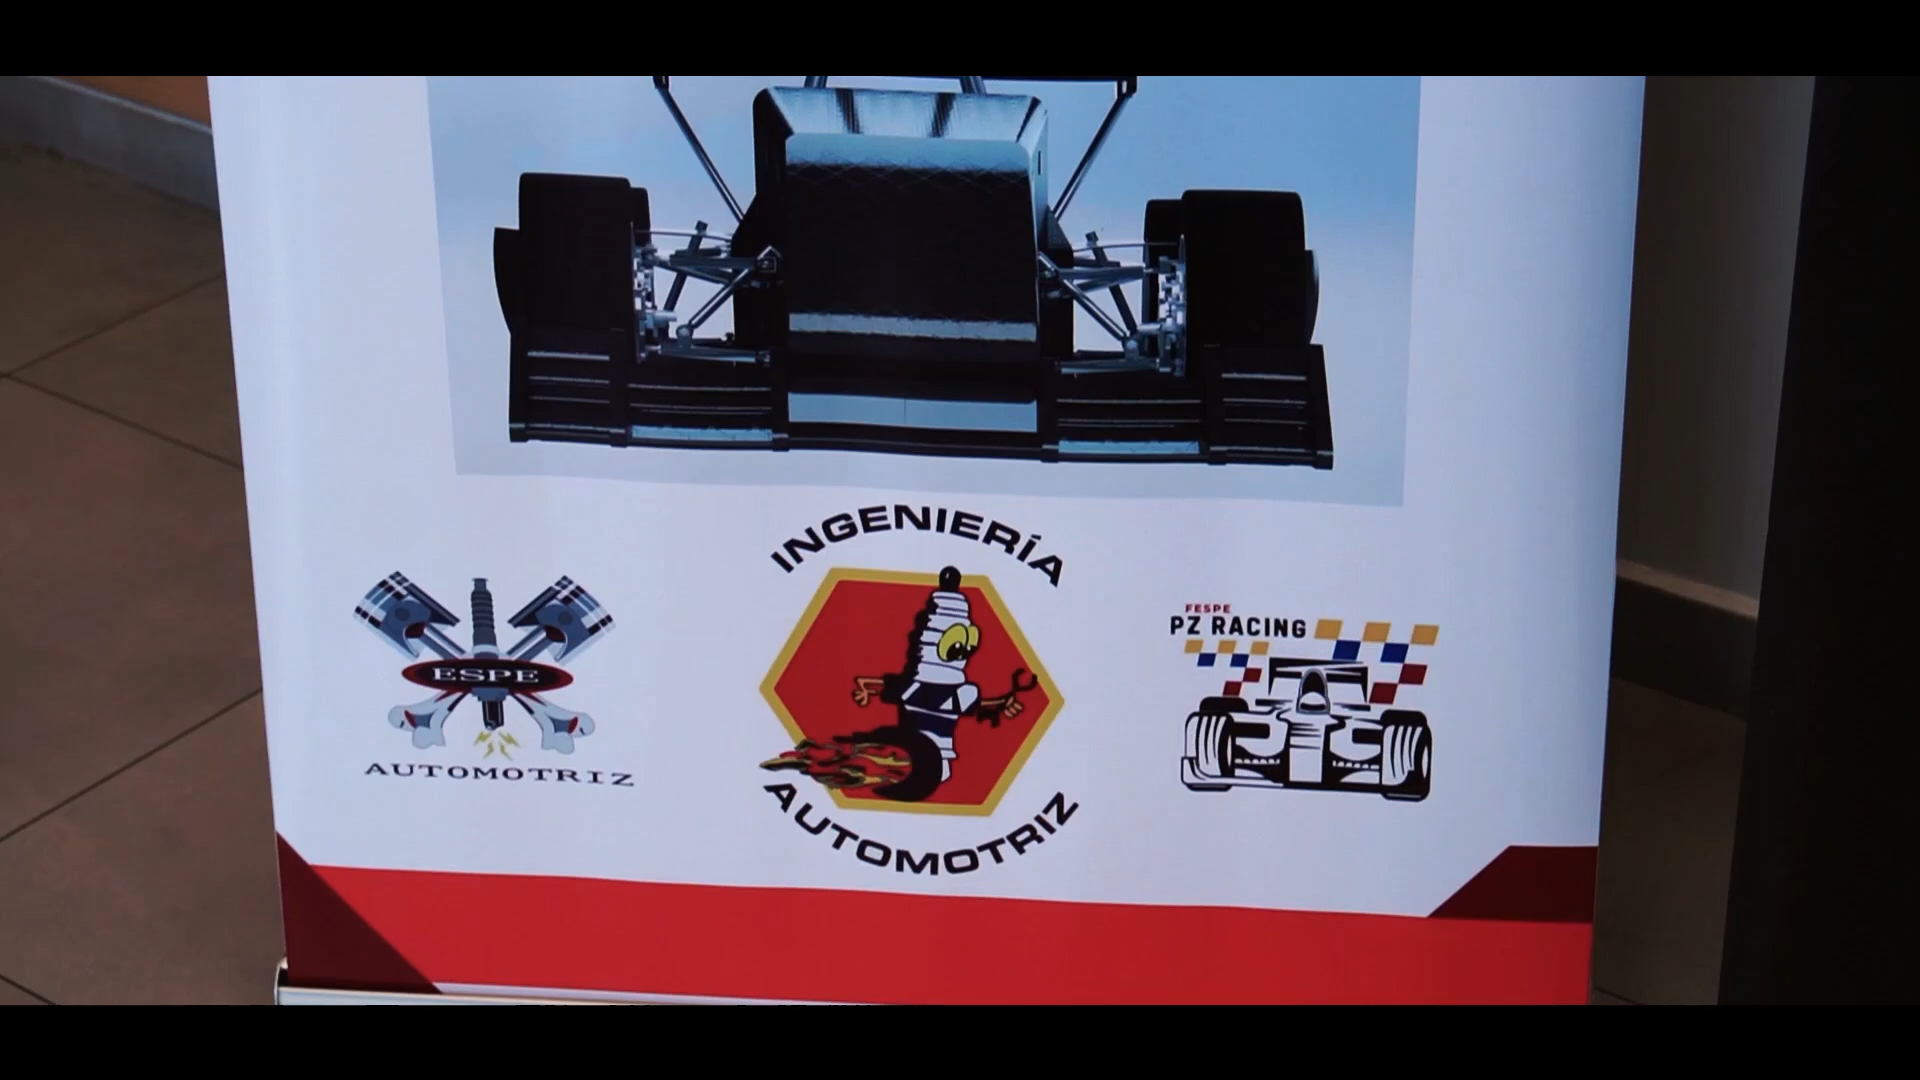 INGENIERÍA
ESPE
AUTOMOTRIZ
AUTOMOTRIZ
FESPE
PZ RACING